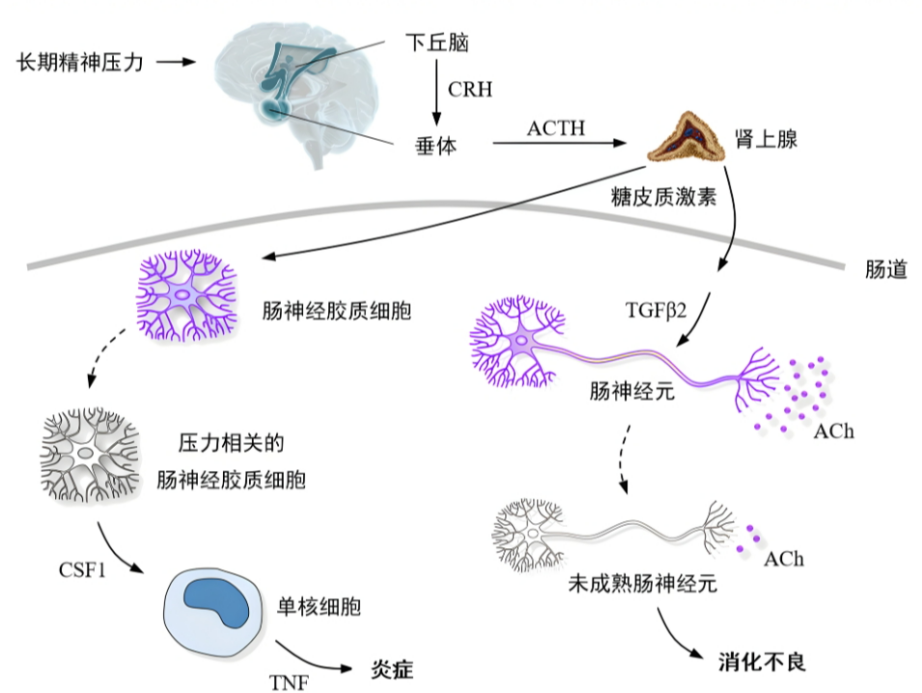 长期精神压力
下丘脑
CRH
垂体
ACTH
肾上腺
糖皮质激素
肠道
肠神经胶质细胞
TGFβ2
肠神经元
ACh
压力相关的
肠神经胶质细胞
CSF1
ACh
未成熟肠神经元
单核细胞
TNF
炎症
消化不良